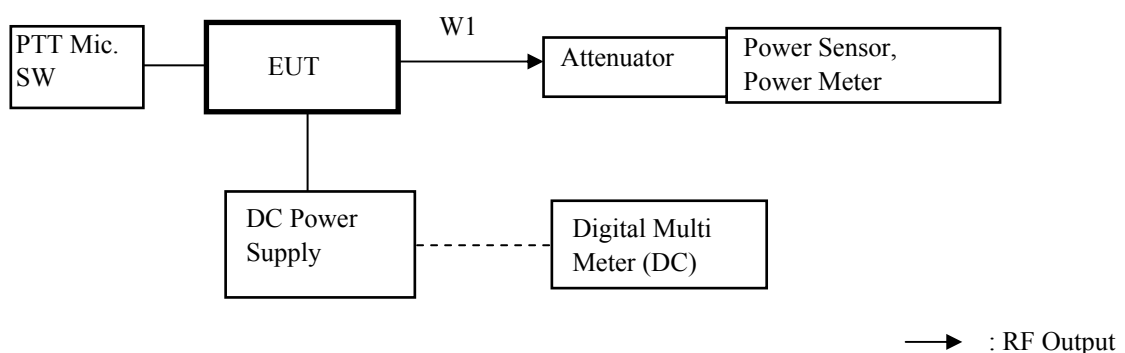 W1
PTT Mic.
SW
EUT
Attenuator
Power Sensor,
Power Meter
DC Power
Supply
Digital Multi
Meter (DC)
: RF Output